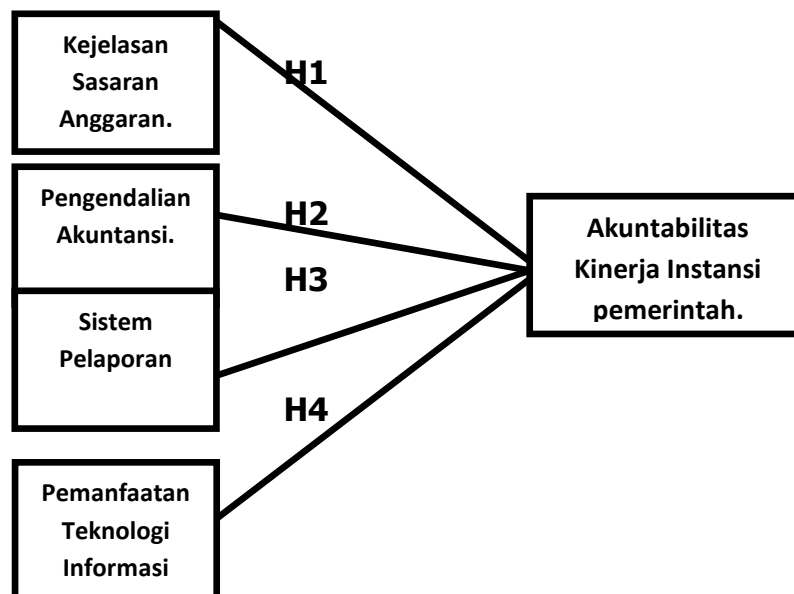 Kejelasan
Sasaran
Anggaran.
H1
Pengendalian
Akuntansi.
H2
Akuntabilitas
Kinerja Instansi
pemerintah.
H3
Sistem
Pelaporan
H4
Pemanfaatan
Teknologi
Informasi